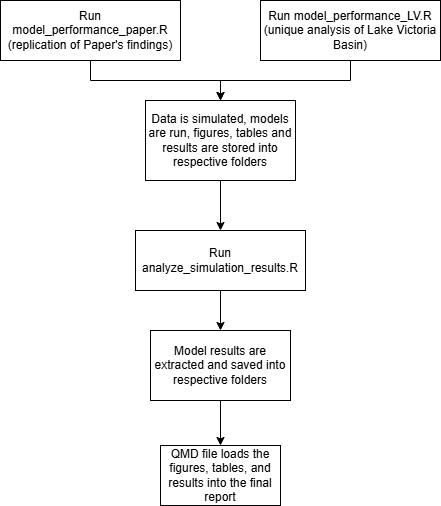 Run
model_performance_paper.R
(replication of Paper's findings)
Run model_performance_LV.R
(unique analysis of Lake Victoria
Basin)
Data is simulated, models
are run, figures, tables and
results are stored into
respective folders
Run
analyze_simulation_results.R
Model results are
extracted and saved into
respective folders
QMD file loads the
figures, tables, and
results into the final
report